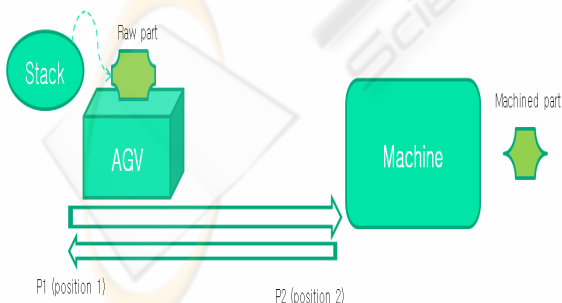 Raw part
Stack
AGV
Machine
Machined part
P1 (position 1)
P2 (position 2)